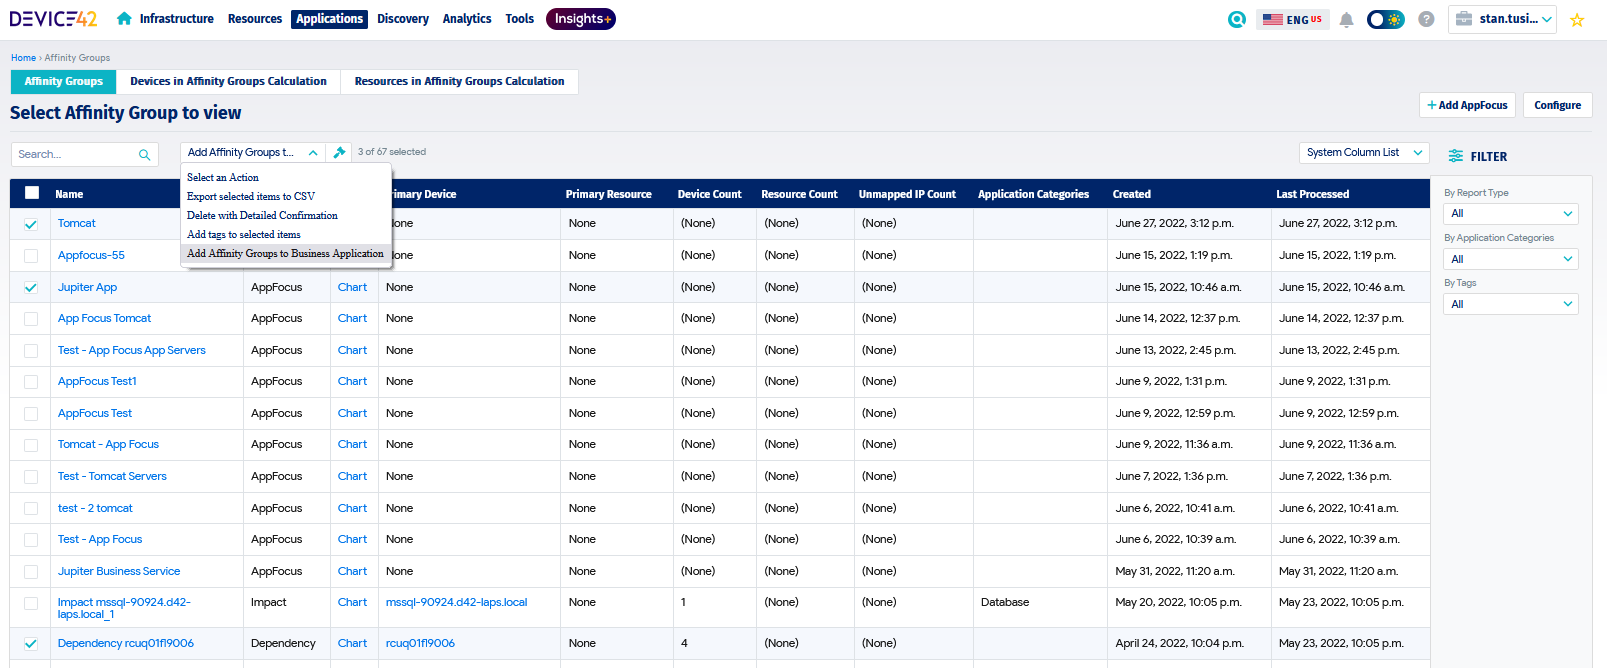 DEVICE42 Infrastructure Resources Applications Discovery Analytics Tools Insights+ ENG US ? stan.tusi...
Home › Affinity Groups
Affinity Groups Devices in Affinity Groups Calculation Resources in Affinity Groups Calculation
Select Affinity Group to view
+ Add AppFocus Configure
Search... Add Affinity Groups t... 3 of 67 selected System Column List FILTER
Select an Action
Export selected items to CSV
Delete with Detailed Confirmation
Add tags to selected items
Add Affinity Groups to Business Application
Name Primary Device Primary Resource Device Count Resource Count Unmapped IP Count Application Categories Created Last Processed
Tomcat None None (None) (None) (None) June 27, 2022, 3:12 p.m. June 27, 2022, 3:12 p.m.
Appfocus-55 None None (None) (None) (None) June 15, 2022, 1:19 p.m. June 15, 2022, 1:19 p.m.
Jupiter App AppFocus Chart None None (None) (None) (None) June 15, 2022, 10:46 a.m. June 15, 2022, 10:46 a.m.
App Focus Tomcat AppFocus Chart None None (None) (None) (None) June 14, 2022, 12:37 p.m. June 14, 2022, 12:37 p.m.
Test - App Focus App Servers AppFocus Chart None None (None) (None) (None) June 13, 2022, 2:45 p.m. June 13, 2022, 2:45 p.m.
AppFocus Test1 AppFocus Chart None None (None) (None) (None) June 9, 2022, 1:31 p.m. June 9, 2022, 1:31 p.m.
AppFocus Test AppFocus Chart None None (None) (None) (None) June 9, 2022, 12:59 p.m. June 9, 2022, 12:59 p.m.
Tomcat - App Focus AppFocus Chart None None (None) (None) (None) June 9, 2022, 11:36 a.m. June 9, 2022, 11:36 a.m.
Test - Tomcat Servers AppFocus Chart None None (None) (None) (None) June 7, 2022, 1:36 p.m. June 7, 2022, 1:36 p.m.
test - 2 tomcat AppFocus Chart None None (None) (None) (None) June 6, 2022, 10:41 a.m. June 6, 2022, 10:41 a.m.
Test - App Focus AppFocus Chart None None (None) (None) (None) June 6, 2022, 10:39 a.m. June 6, 2022, 10:39 a.m.
Jupiter Business Service AppFocus Chart None None (None) (None) (None) May 31, 2022, 11:20 a.m. May 31, 2022, 11:20 a.m.
Impact mssql-90924.d42- Impact Chart mssql-90924.d42-laps.local None 1 (None) (None) Database May 20, 2022, 10:05 p.m. May 23, 2022, 10:05 p.m.
laps.local_1
Dependency rcuq01fl9006 Dependency Chart rcuq01fl9006 None 4 (None) (None) April 24, 2022, 10:04 p.m. May 23, 2022, 10:05 p.m.
By Report Type
All
By Application Categories
All
By Tags
All